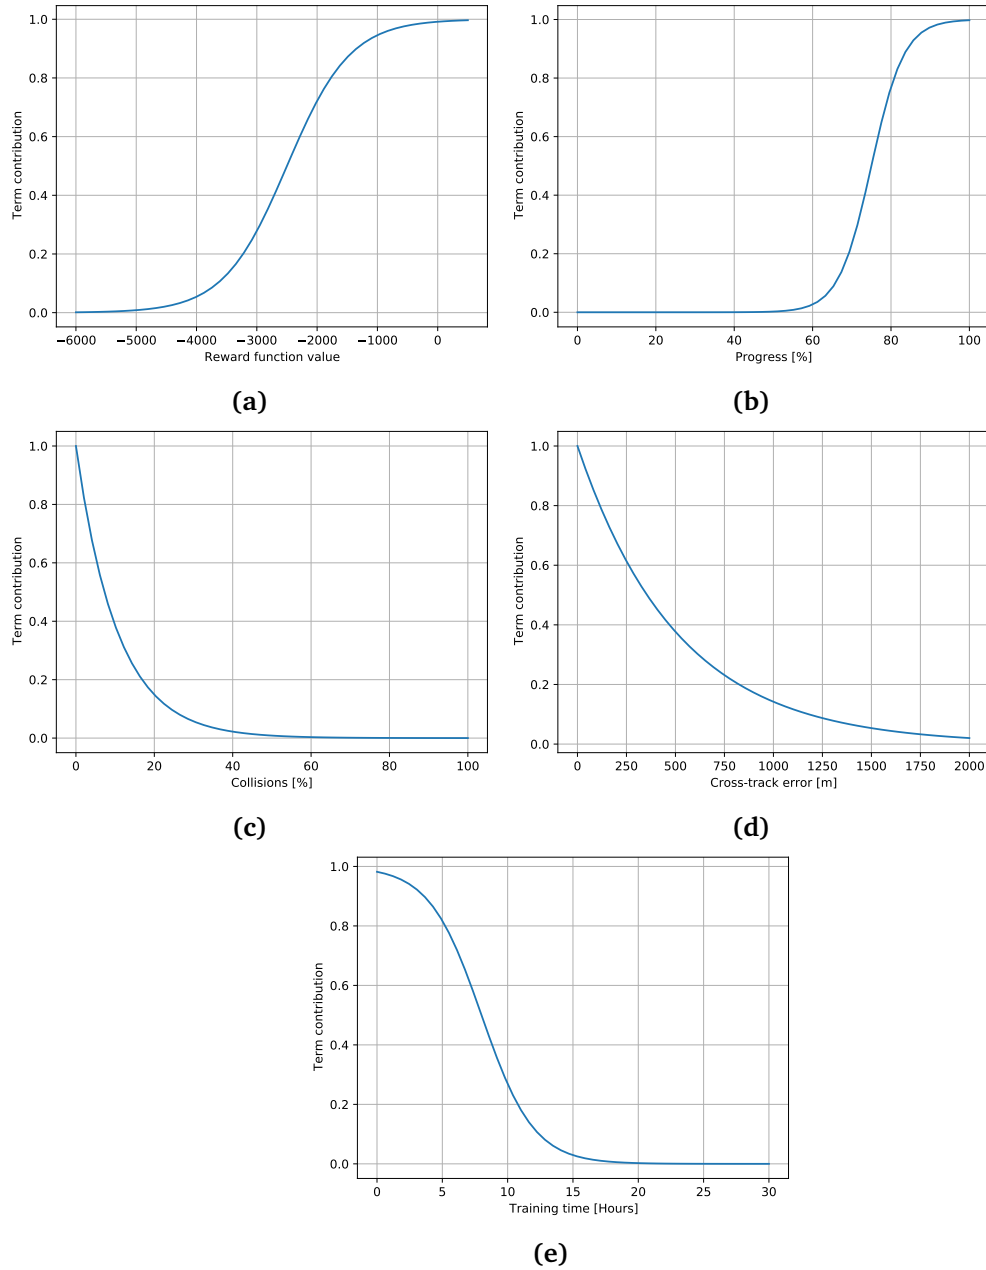 1.0
0.8
0.6
0.4
0.2
0.0
Term contribution
−6000 −5000 −4000 −3000 −2000 −1000 0
Reward function value
(a)
1.0
0.8
0.6
0.4
0.2
0.0
Term contribution
0 20 40 60 80 100
Progress [%]
(b)
1.0
0.8
0.6
0.4
0.2
0.0
Term contribution
0 20 40 60 80 100
Collisions [%]
(c)
1.0
0.8
0.6
0.4
0.2
0.0
Term contribution
0 250 500 750 1000 1250 1500 1750 2000
Cross-track error [m]
(d)
1.0
0.8
0.6
0.4
0.2
0.0
Term contribution
0 5 10 15 20 25 30
Training time [Hours]
(e)